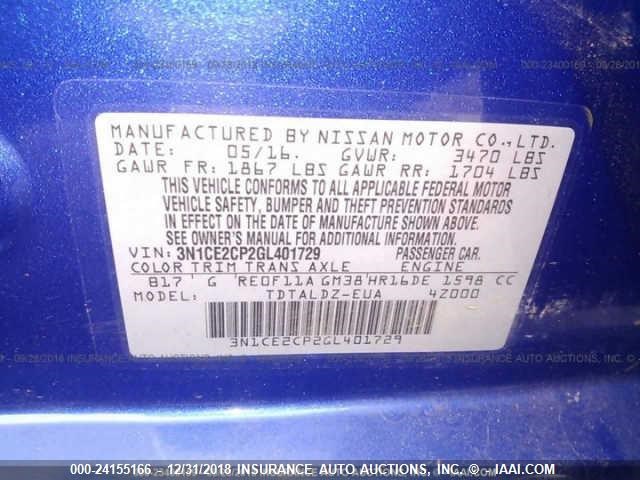 MANUFACTURED BY NISSAN MOTOR CO., LTD.
DATE: 05/16. GVWR: 3470 LBS
GAWR FR: 1867 LBS GAWR RR: 1704 LBS
THIS VEHICLE CONFORMS TO ALL APPLICABLE FEDERAL MOTOR
VEHICLE SAFETY, BUMPER AND THEFT PREVENTION STANDARDS
IN EFFECT ON THE DATE OF MANUFACTURE SHOWN ABOVE.
SEE OWNER'S MANUAL FOR ADDITIONAL INFORMATION.
VIN: 3N1CE2CP2GL401729 PASSENGER CAR.
COLOR TRIM TRANS AXLE ENGINE
B17 G RE0F11A GM38 HR16DE 1598 CC
MODEL: TDTALDZ-EUA 4Z000
3N1CE2CP2GL401729
000-24155166 - 12/31/2018 INSURANCE AUTO AUCTIONS - © - IAAI.COM